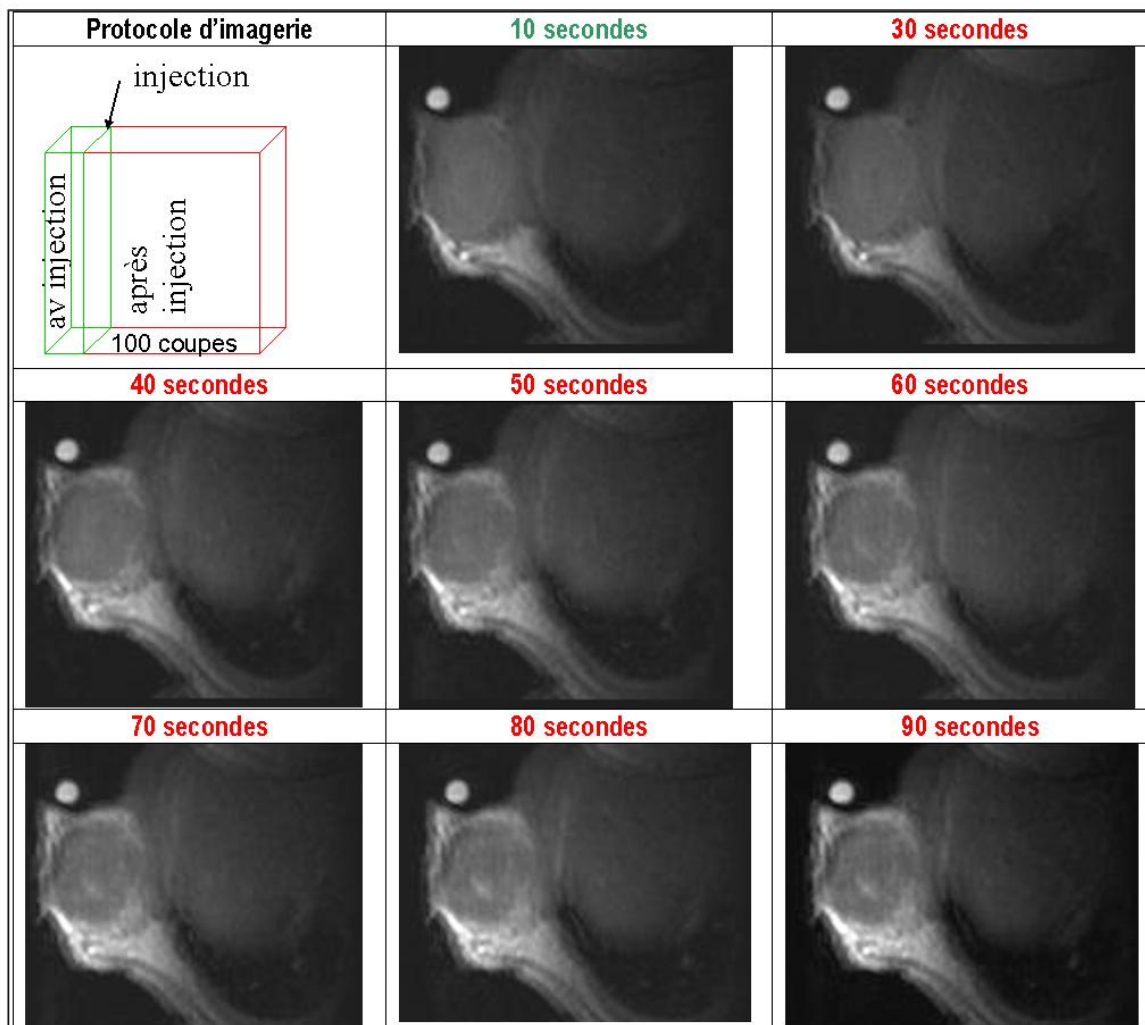 Protocole d'imagerie
10 secondes
30 secondes
injection
av injection
après
injection
100 coupes
40 secondes
50 secondes
60 secondes
70 secondes
80 secondes
90 secondes